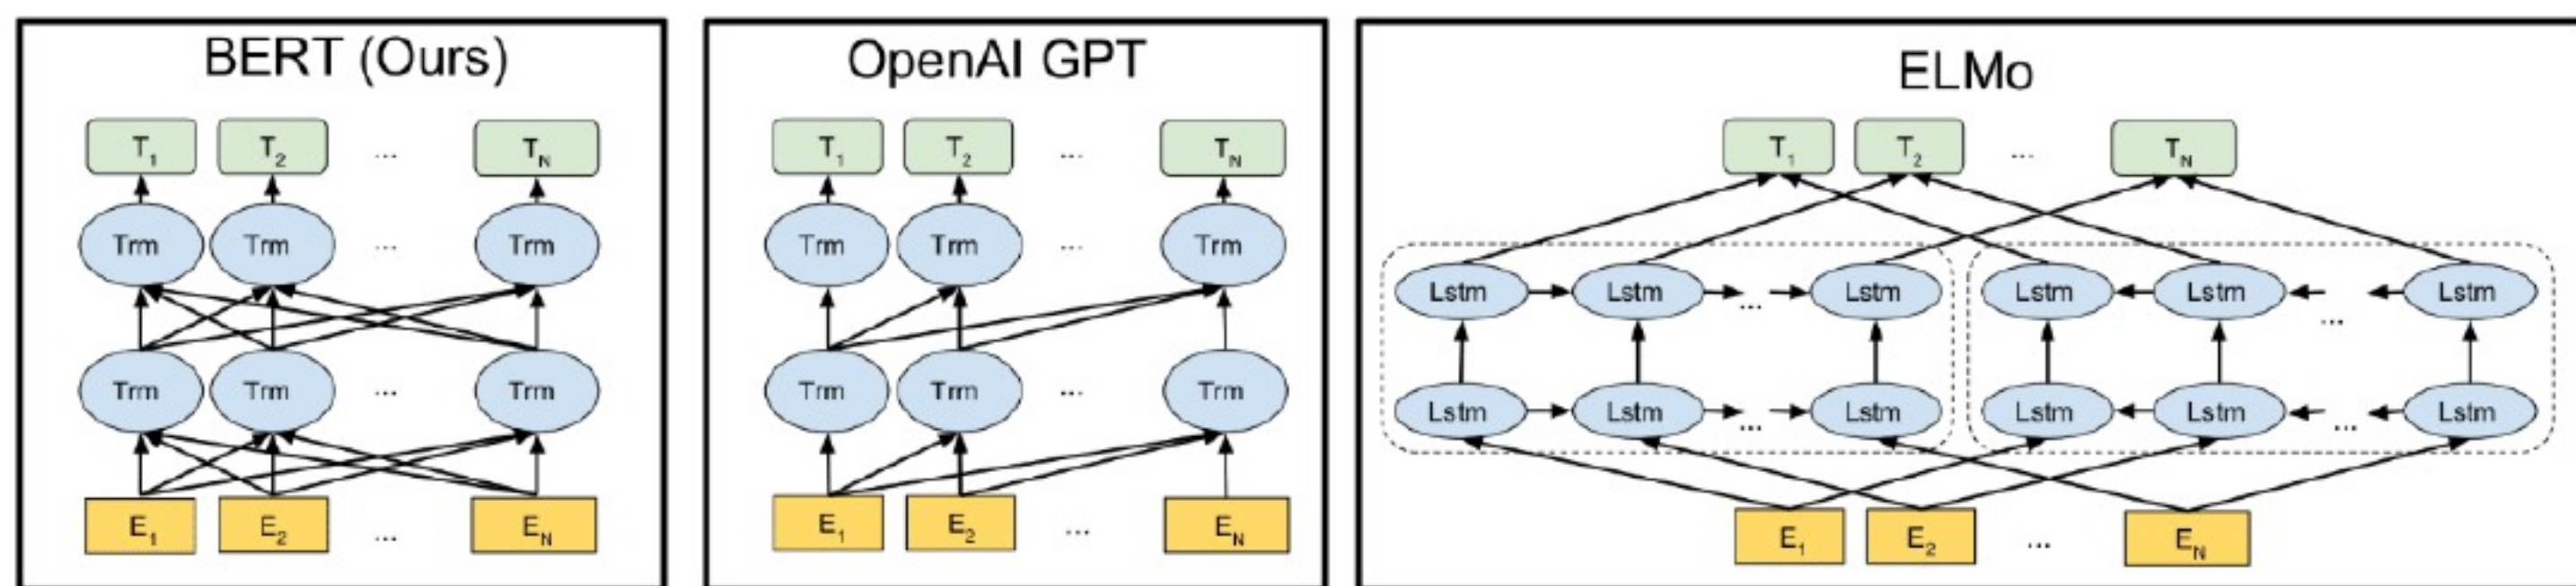 BERT (Ours)
T1 T2 ... TN
Trm Trm ... Trm
Trm Trm ... Trm
E1 E2 ... EN
OpenAI GPT
T1 T2 ... TN
Trm Trm ... Trm
Trm Trm ... Trm
E1 E2 ... EN
ELMo
T1 T2 ... TN
Lstm Lstm ... Lstm Lstm Lstm ... Lstm
Lstm Lstm ... Lstm Lstm Lstm ... Lstm
E1 E2 ... EN